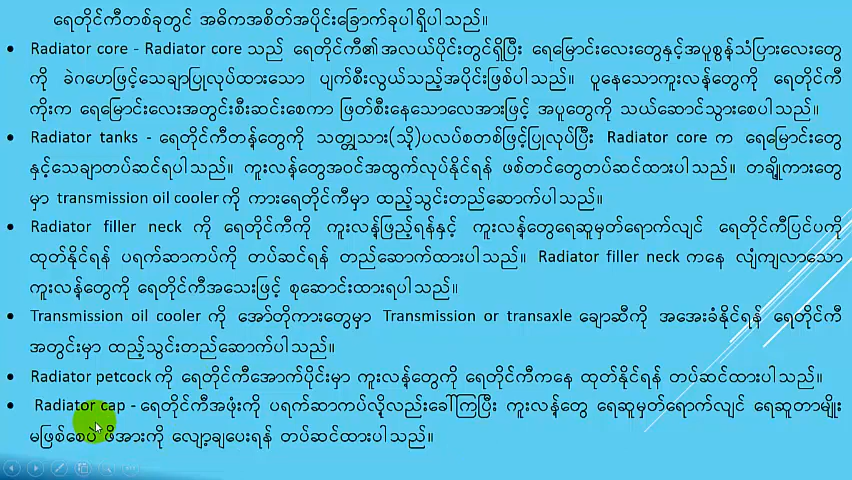 ရေတိုင်ကီတစ်ခုတွင် အဓိကအစိတ်အပိုင်းခြောက်ခုပါရှိပါသည်။
• Radiator core - Radiator core သည် ရေတိုင်ကီ၏အလယ်ပိုင်းတွင်ရှိပြီး ရေမြောင်းလေးတွေနှင့်အပူစွန့်သံပြားလေးတွေ
ကို ခဲဂဟေဖြင့်သေချာပြုလုပ်ထားသော ပျက်စီးလွယ်သည့်အပိုင်းဖြစ်ပါသည်။ ပူနေသောကူးလန့်တွေကို ရေတိုင်ကီ
ကိုးက ရေမြောင်းလေးအတွင်းစီးဆင်းစေကာ ဖြတ်စီးနေသောလေအားဖြင့် အပူတွေကို သယ်ဆောင်သွားစေပါသည်။
• Radiator tanks - ရေတိုင်ကီတန့်တွေကို သတ္တုသား(သို့)ပလပ်စတစ်ဖြင့်ပြုလုပ်ပြီး Radiator core က ရေမြောင်းတွေ
နှင့်သေချာတပ်ဆင်ရပါသည်။ ကူးလန့်တွေအဝင်အထွက်လုပ်နိုင်ရန် ဖစ်တင်တွေတပ်ဆင်ထားပါသည်။ တချို့ကားတွေ
မှာ transmission oil cooler ကို ကားရေတိုင်ကီမှာ ထည့်သွင်းတည်ဆောက်ပါသည်။
• Radiator filler neck ကို ရေတိုင်ကီကို ကူးလန့်ဖြည့်ရန်နှင့် ကူးလန့်တွေရေဆူမှတ်ရောက်လျင် ရေတိုင်ကီပြင်ပကို
ထုတ်နိုင်ရန် ပရက်ဆာကပ်ကို တပ်ဆင်ရန် တည်ဆောက်ထားပါသည်။ Radiator filler neck ကနေ လျှံကျလာသော
ကူးလန့်တွေကို ရေတိုင်ကီအသေးဖြင့် စုဆောင်းထားရပါသည်။
• Transmission oil cooler ကို အော်တိုကားတွေမှာ Transmission or transaxle ချောဆီကို အအေးခံနိုင်ရန် ရေတိုင်ကီ
အတွင်းမှာ ထည့်သွင်းတည်ဆောက်ပါသည်။
• Radiator petcock ကို ရေတိုင်ကီအောက်ပိုင်းမှာ ကူးလန့်တွေကို ရေတိုင်ကီကနေ ထုတ်နိုင်ရန် တပ်ဆင်ထားပါသည်။
• Radiator cap - ရေတိုင်ကီအဖုံးကို ပရက်ဆာကပ်လို့လည်းခေါ်ကြပြီး ကူးလန့်တွေ ရေဆူမှတ်ရောက်လျင် ရေဆူတာမျိုး
မဖြစ်စေပဲ ဖိအားကို လျော့ချပေးရန် တပ်ဆင်ထားပါသည်။